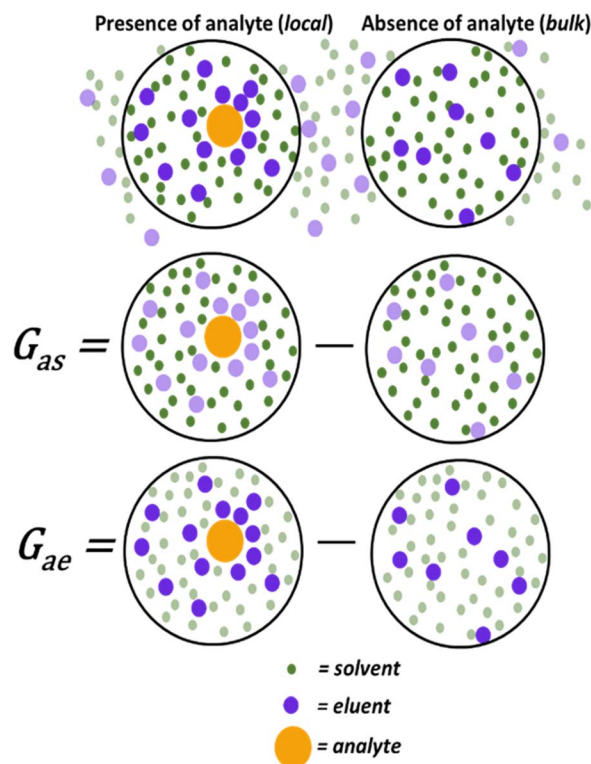 Presence of analyte (local) Absence of analyte (bulk)
Gas = −
Gae = −
= solvent
= eluent
= analyte